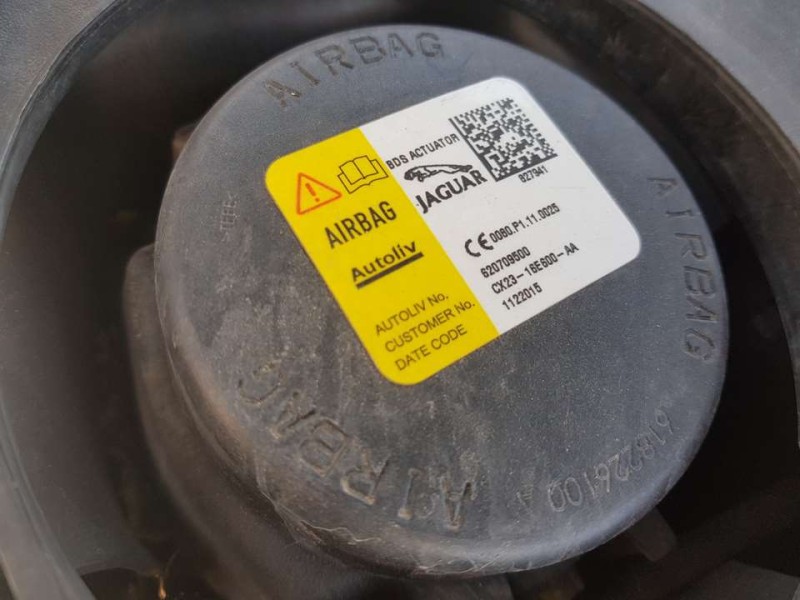 AIRBAG
BDS ACTUATOR
JAGUAR
827941
AIRBAG
Autoliv
CE 0080.P1.11.0025
AUTOLIV No. 620709500
CUSTOMER No. CX23-16E600-AA
DATE CODE 1122015
AIRBAG
AIRBAG
618226100 A